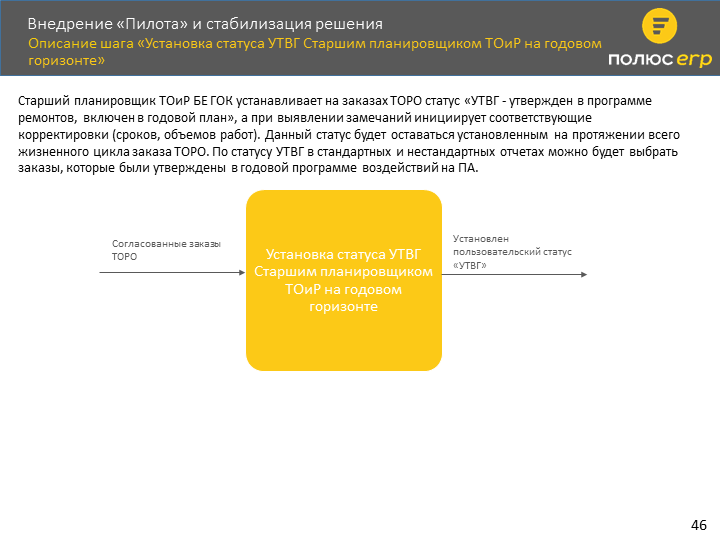 Внедрение «Пилота» и стабилизация решения
Описание шага «Установка статуса УТВГ Старшим планировщиком ТОиР на годовом
горизонте»
ПОЛЮС erp
Старший планировщик ТОиР БЕ ГОК устанавливает на заказах ТОРО статус «УТВГ - утвержден в программе
ремонтов, включен в годовой план», а при выявлении замечаний инициирует соответствующие
корректировки (сроков, объемов работ). Данный статус будет оставаться установленным на протяжении всего
жизненного цикла заказа ТОРО. По статусу УТВГ в стандартных и нестандартных отчетах можно будет выбрать
заказы, которые были утверждены в годовой программе воздействий на ПА.
Согласованные заказы
ТОРО
Установка статуса УТВГ
Старшим планировщиком
ТОиР на годовом
горизонте
Установлен
пользовательский статус
«УТВГ»
46